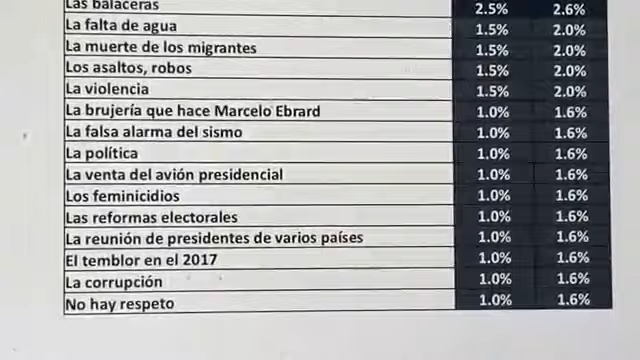 Las balaceras 2.5% 2.6%
La falta de agua 1.5% 2.0%
La muerte de los migrantes 1.5% 2.0%
Los asaltos, robos 1.5% 2.0%
La violencia 1.5% 2.0%
La brujería que hace Marcelo Ebrard 1.0% 1.6%
La falsa alarma del sismo 1.0% 1.6%
La política 1.0% 1.6%
La venta del avión presidencial 1.0% 1.6%
Los feminicidios 1.0% 1.6%
Las reformas electorales 1.0% 1.6%
La reunión de presidentes de varios países 1.0% 1.6%
El temblor en el 2017 1.0% 1.6%
La corrupción 1.0% 1.6%
No hay respeto 1.0% 1.6%